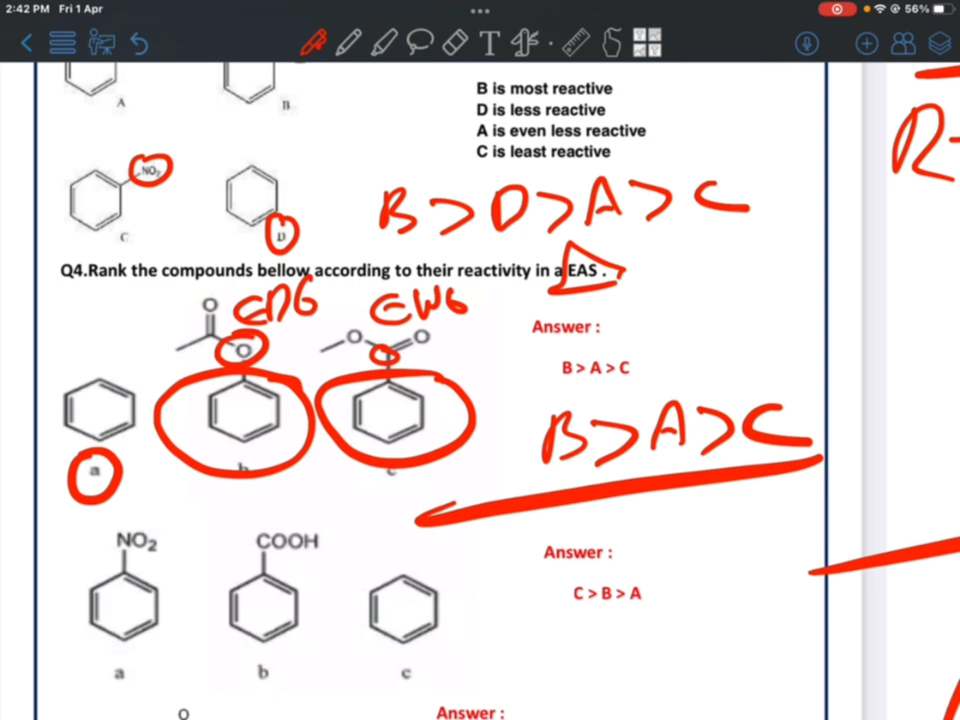 2:42 PM Fri 1 Apr
56%
T
A
B
B is most reactive
D is less reactive
A is even less reactive
C is least reactive
NO2
C
D
B > D > A > C
R
Q4.Rank the compounds bellow according to their reactivity in a EAS .
O
O
EDG
O
O
EWG
Answer :
B > A > C
B > A > C
a
b
c
NO2
COOH
Answer :
C > B > A
a
b
c
O
Answer :